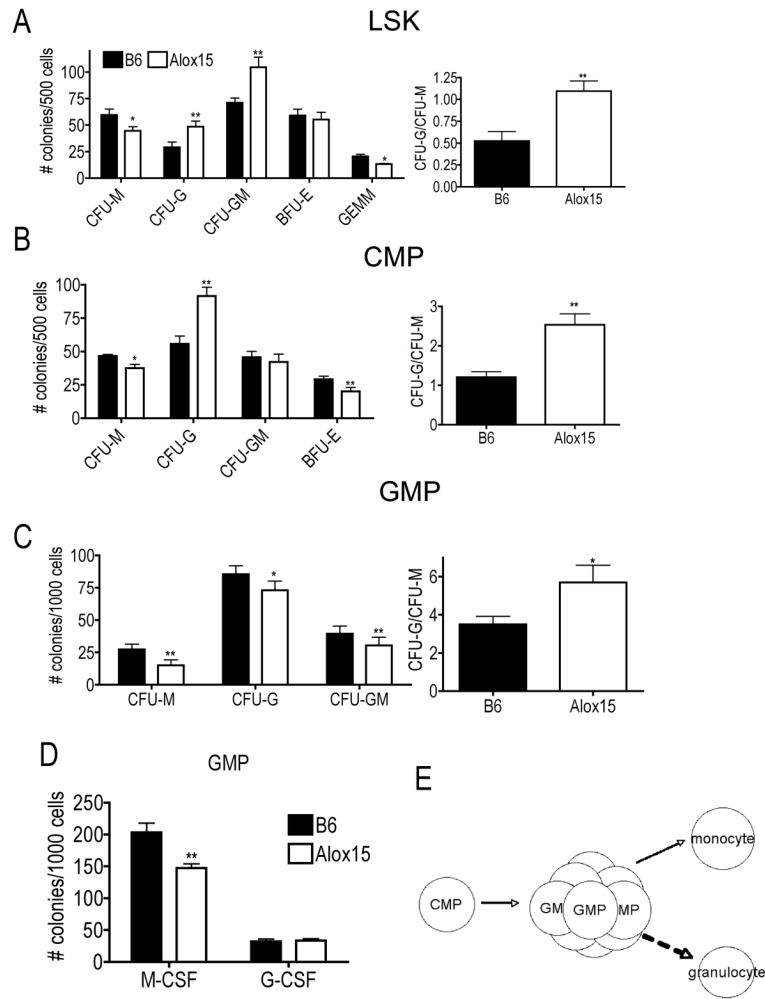 A
LSK
B6 Alox15
# colonies/500 cells
100
75
50
25
0
* ** ** *
CFU-M CFU-G CFU-GM BFU-E GEMM
CFU-G/CFU-M
1.25
1.00
0.75
0.50
0.25
0.00
**
B6 Alox15
B
CMP
# colonies/500 cells
100
75
50
25
0
* ** **
CFU-M CFU-G CFU-GM BFU-E
CFU-G/CFU-M
3
2
1
0
**
B6 Alox15
GMP
C
# colonies/1000 cells
100
75
50
25
0
** * **
CFU-M CFU-G CFU-GM
CFU-G/CFU-M
6
4
2
0
*
B6 Alox15
D
GMP
# colonies/1000 cells
250
200
150
100
50
0
**
B6
Alox15
M-CSF G-CSF
E
CMP
GM GMP MP
monocyte
granulocyte